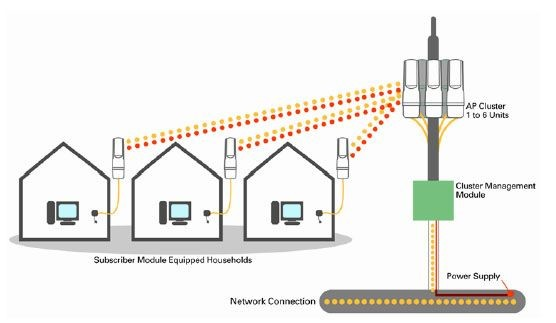 AP Cluster
1 to 6 Units
Cluster Management
Module
Subscriber Module Equipped Households
Power Supply
Network Connection